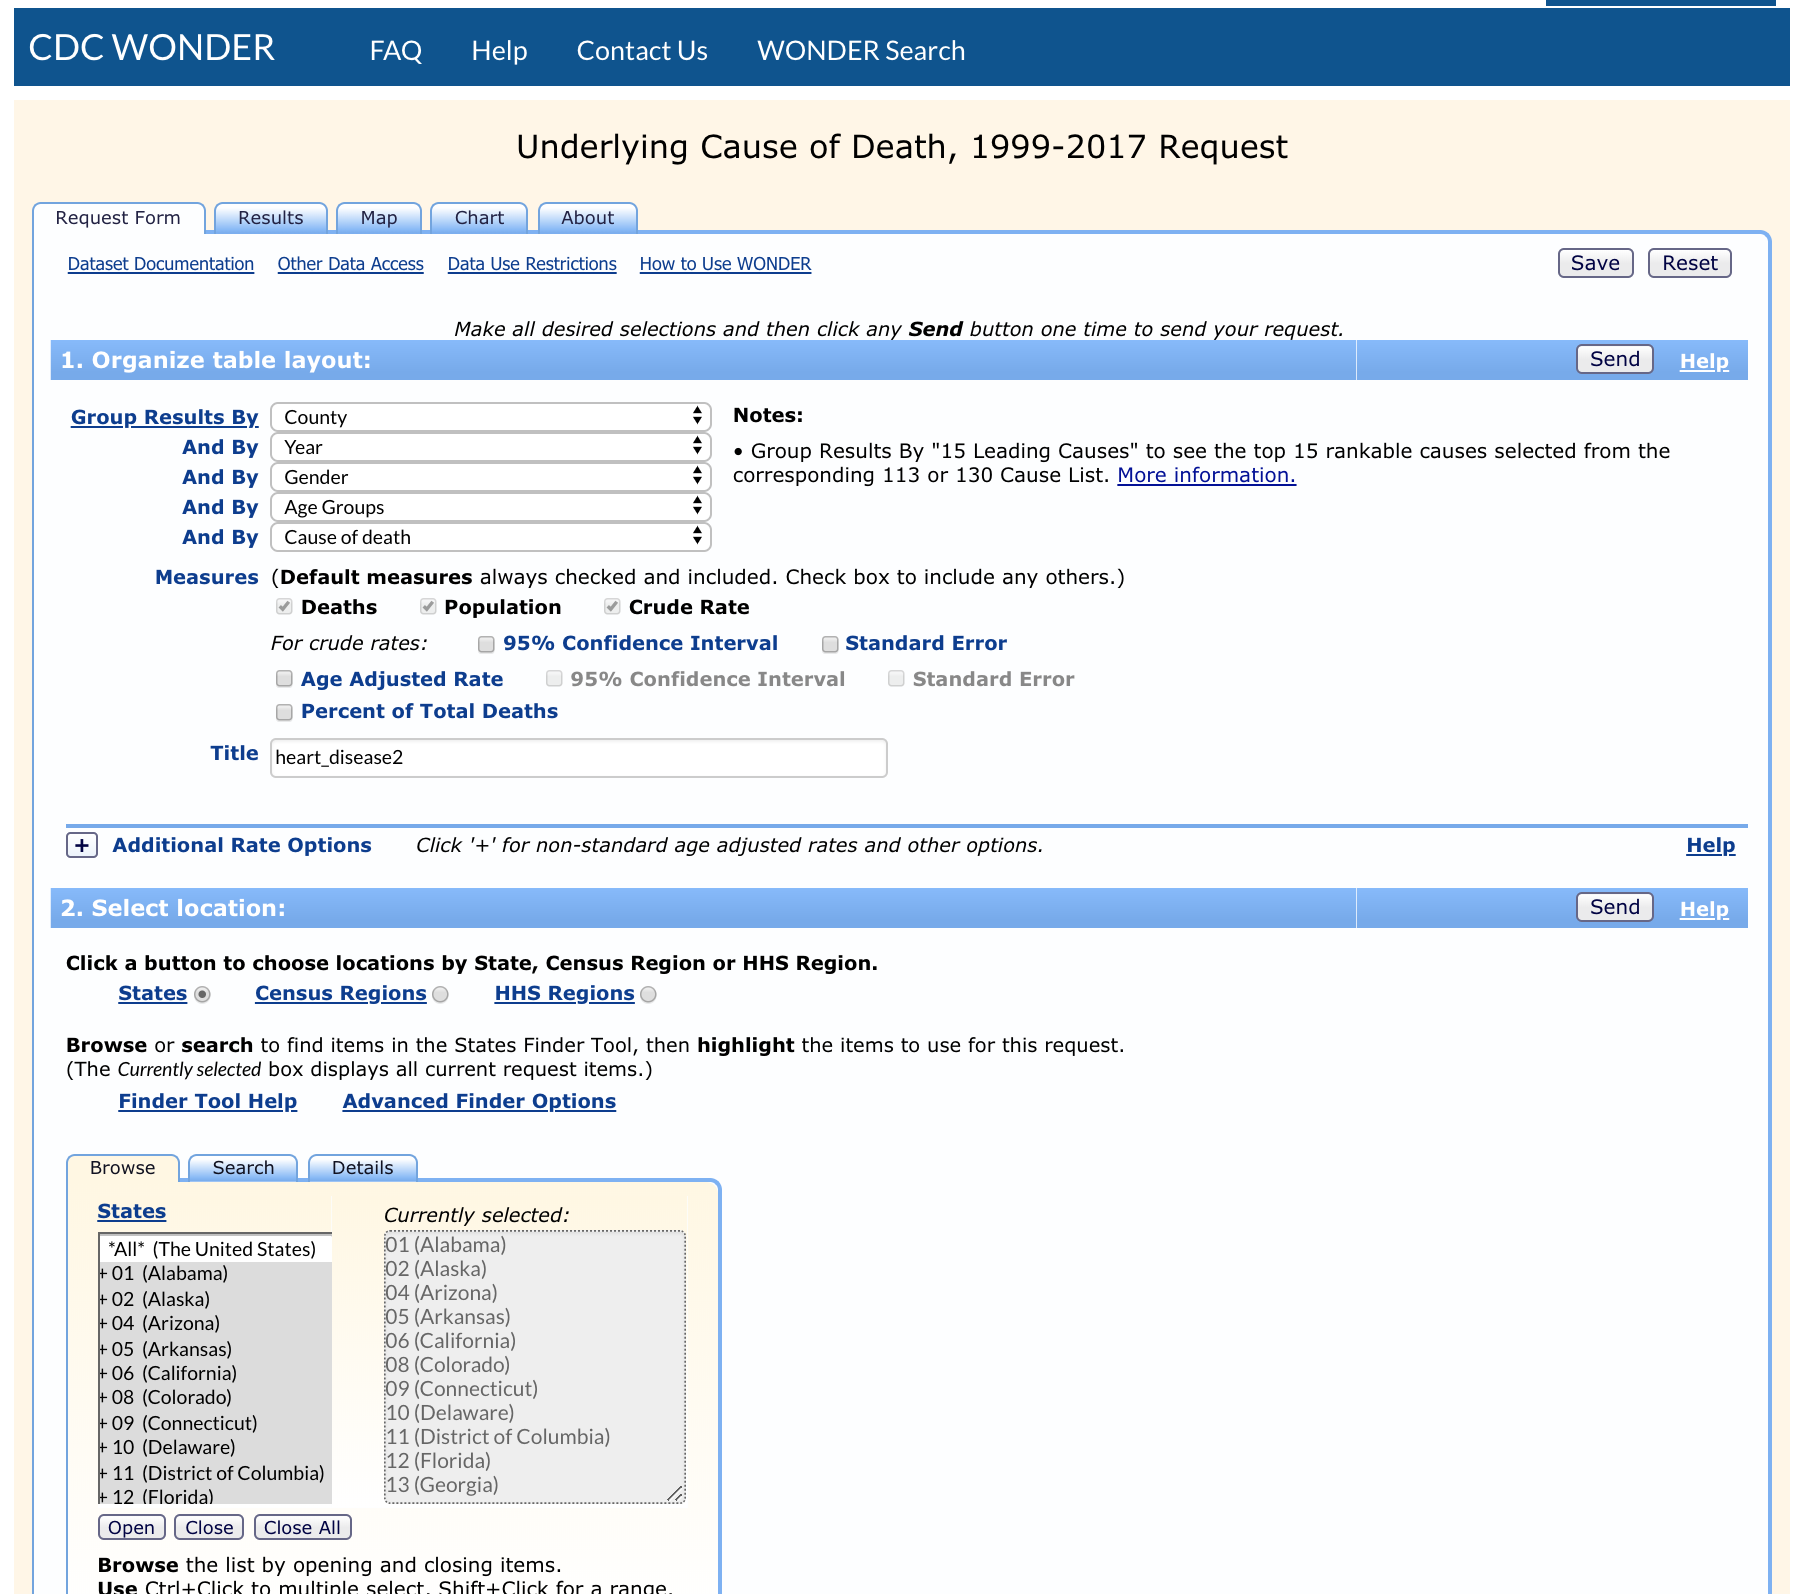 CDC WONDER FAQ Help Contact Us WONDER Search
Underlying Cause of Death, 1999-2017 Request
Request Form Results Map Chart About
Dataset Documentation Other Data Access Data Use Restrictions How to Use WONDER Save Reset
Make all desired selections and then click any Send button one time to send your request.
1. Organize table layout: Send Help
Group Results By County
And By Year
And By Gender
And By Age Groups
And By Cause of death
Notes:
• Group Results By "15 Leading Causes" to see the top 15 rankable causes selected from the
corresponding 113 or 130 Cause List. More information.
Measures (Default measures always checked and included. Check box to include any others.)
Deaths Population Crude Rate
For crude rates: 95% Confidence Interval Standard Error
Age Adjusted Rate 95% Confidence Interval Standard Error
Percent of Total Deaths
Title heart_disease2
+ Additional Rate Options Click '+' for non-standard age adjusted rates and other options. Help
2. Select location: Send Help
Click a button to choose locations by State, Census Region or HHS Region.
States Census Regions HHS Regions
Browse or search to find items in the States Finder Tool, then highlight the items to use for this request.
(The Currently selected box displays all current request items.)
Finder Tool Help Advanced Finder Options
Browse Search Details
States
*All* (The United States)
+ 01 (Alabama)
+ 02 (Alaska)
+ 04 (Arizona)
+ 05 (Arkansas)
+ 06 (California)
+ 08 (Colorado)
+ 09 (Connecticut)
+ 10 (Delaware)
+ 11 (District of Columbia)
+ 12 (Florida)
Currently selected:
01 (Alabama)
02 (Alaska)
04 (Arizona)
05 (Arkansas)
06 (California)
08 (Colorado)
09 (Connecticut)
10 (Delaware)
11 (District of Columbia)
12 (Florida)
13 (Georgia)
Open Close Close All
Browse the list by opening and closing items.
Use Ctrl+Click to multiple select, Shift+Click for a range.